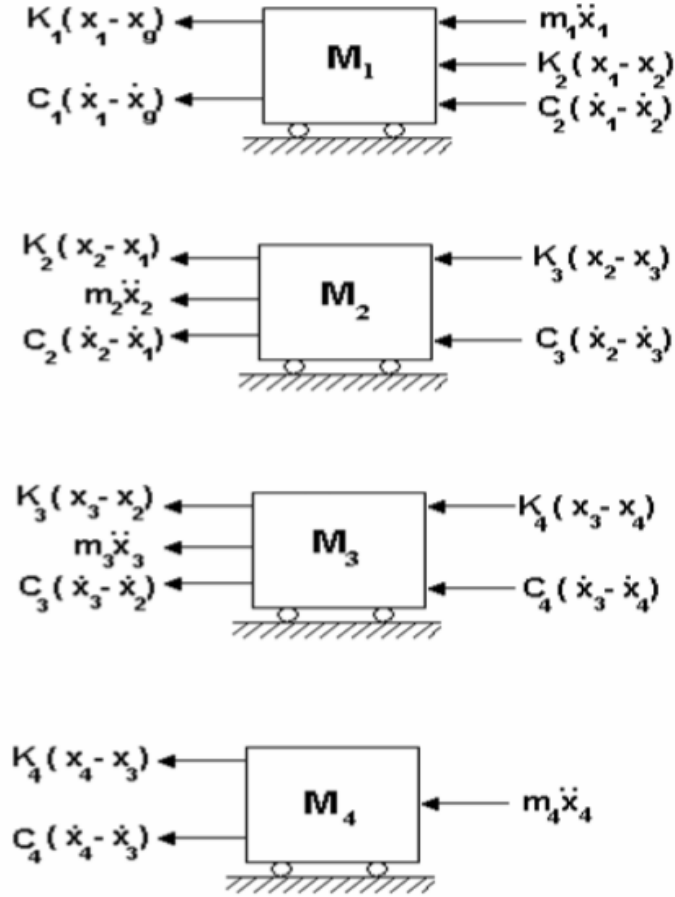 K₁(x₁-x_g) m₁ẍ₁
M₁ K₂(x₁-x₂)
C₁(ẋ₁-ẋ_g) C₂(ẋ₁-ẋ₂)
K₂(x₂-x₁) K₃(x₂-x₃)
m₂ẍ₂ M₂
C₂(ẋ₂-ẋ₁) C₃(ẋ₂-ẋ₃)
K₃(x₃-x₂) K₄(x₃-x₄)
m₃ẍ₃ M₃
C₃(ẋ₃-ẋ₂) C₄(ẋ₃-ẋ₄)
K₄(x₄-x₃)
M₄ m₄ẍ₄
C₄(ẋ₄-ẋ₃)